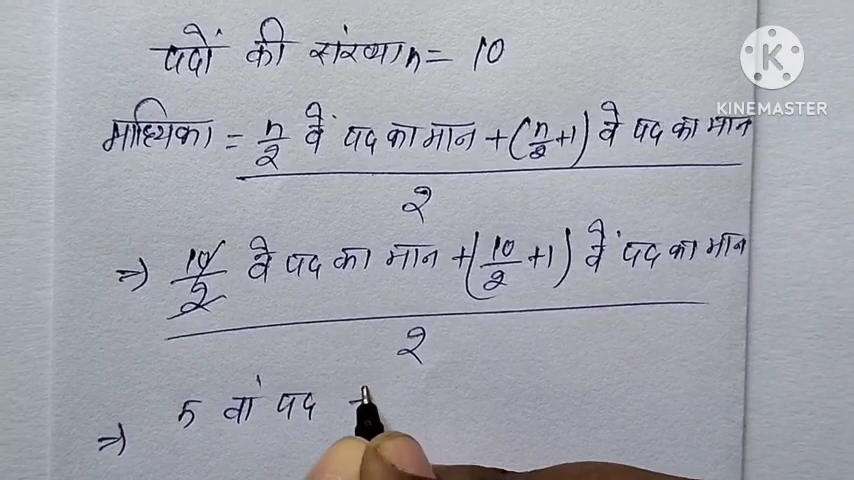 पदों की संख्या n = 10
K
KINEMASTER
माध्यिका = n/2 वें पद का मान + (n/2 + 1) वे पद का मान
2
⇒ 10/2 वे पद का मान + (10/2 + 1) वें पद का मान
2
⇒ 5 वां पद +